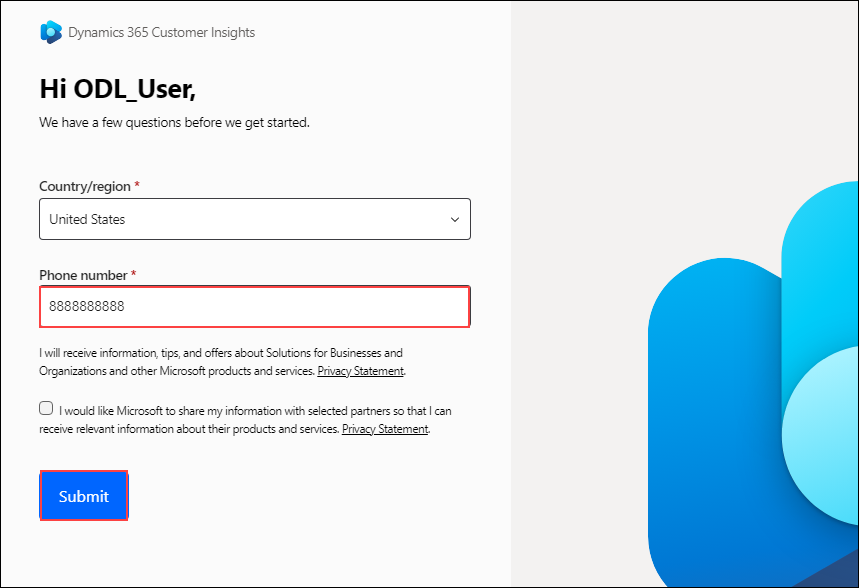 Dynamics 365 Customer Insights
Hi ODL_User,
We have a few questions before we get started.
Country/region *
United States
Phone number *
8888888888
I will receive information, tips, and offers about Solutions for Businesses and
Organizations and other Microsoft products and services. Privacy Statement.
I would like Microsoft to share my information with selected partners so that I can
receive relevant information about their products and services. Privacy Statement.
Submit